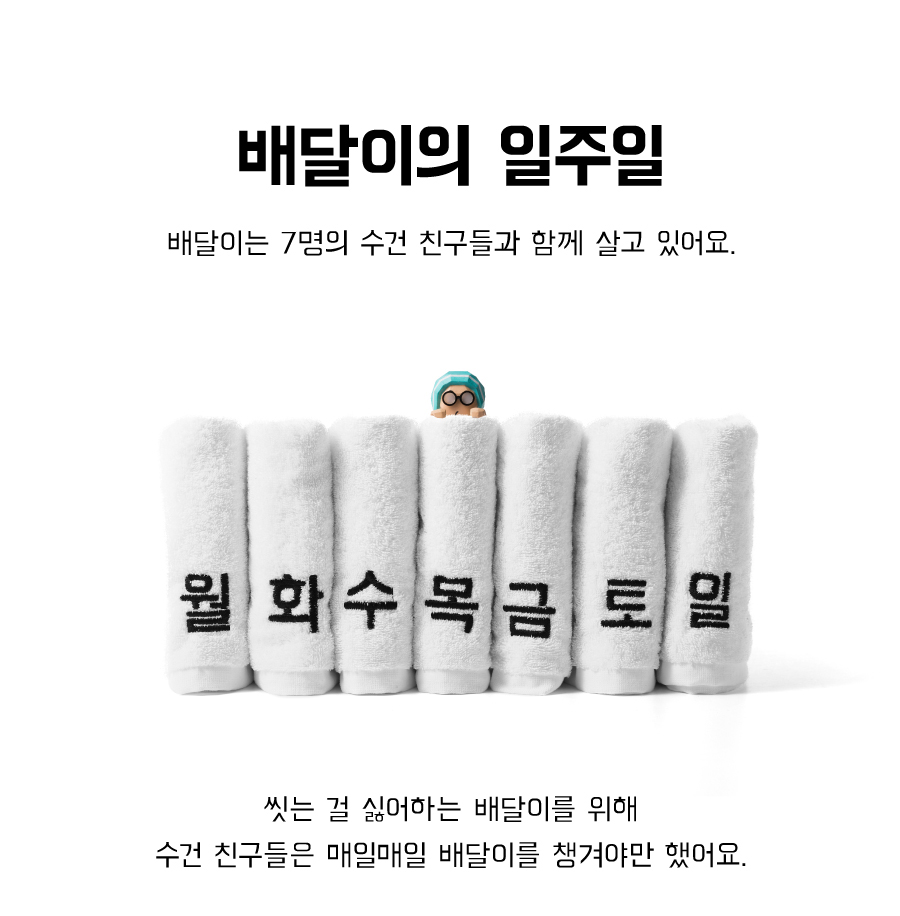 배달이의 일주일
배달이는 7명의 수건 친구들과 함께 살고 있어요.
월 화 수 목 금 토 일
씻는 걸 싫어하는 배달이를 위해
수건 친구들은 매일매일 배달이를 챙겨야만 했어요.